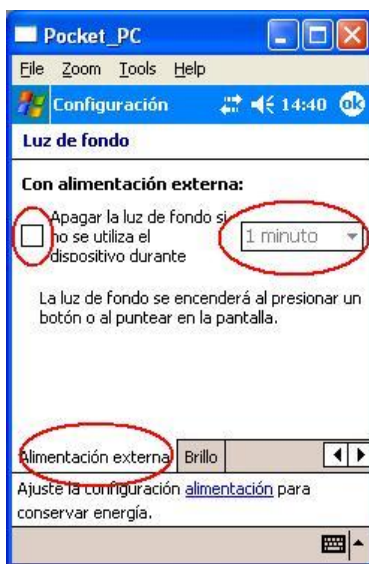 Pocket_PC
File Zoom Tools Help
Configuración 14:40 ok
Luz de fondo
Con alimentación externa:
Apagar la luz de fondo si
no se utiliza el
dispositivo durante
1 minuto
La luz de fondo se encenderá al presionar un
botón o al puntear en la pantalla.
Alimentación externa Brillo
Ajuste la configuración alimentación para
conservar energía.